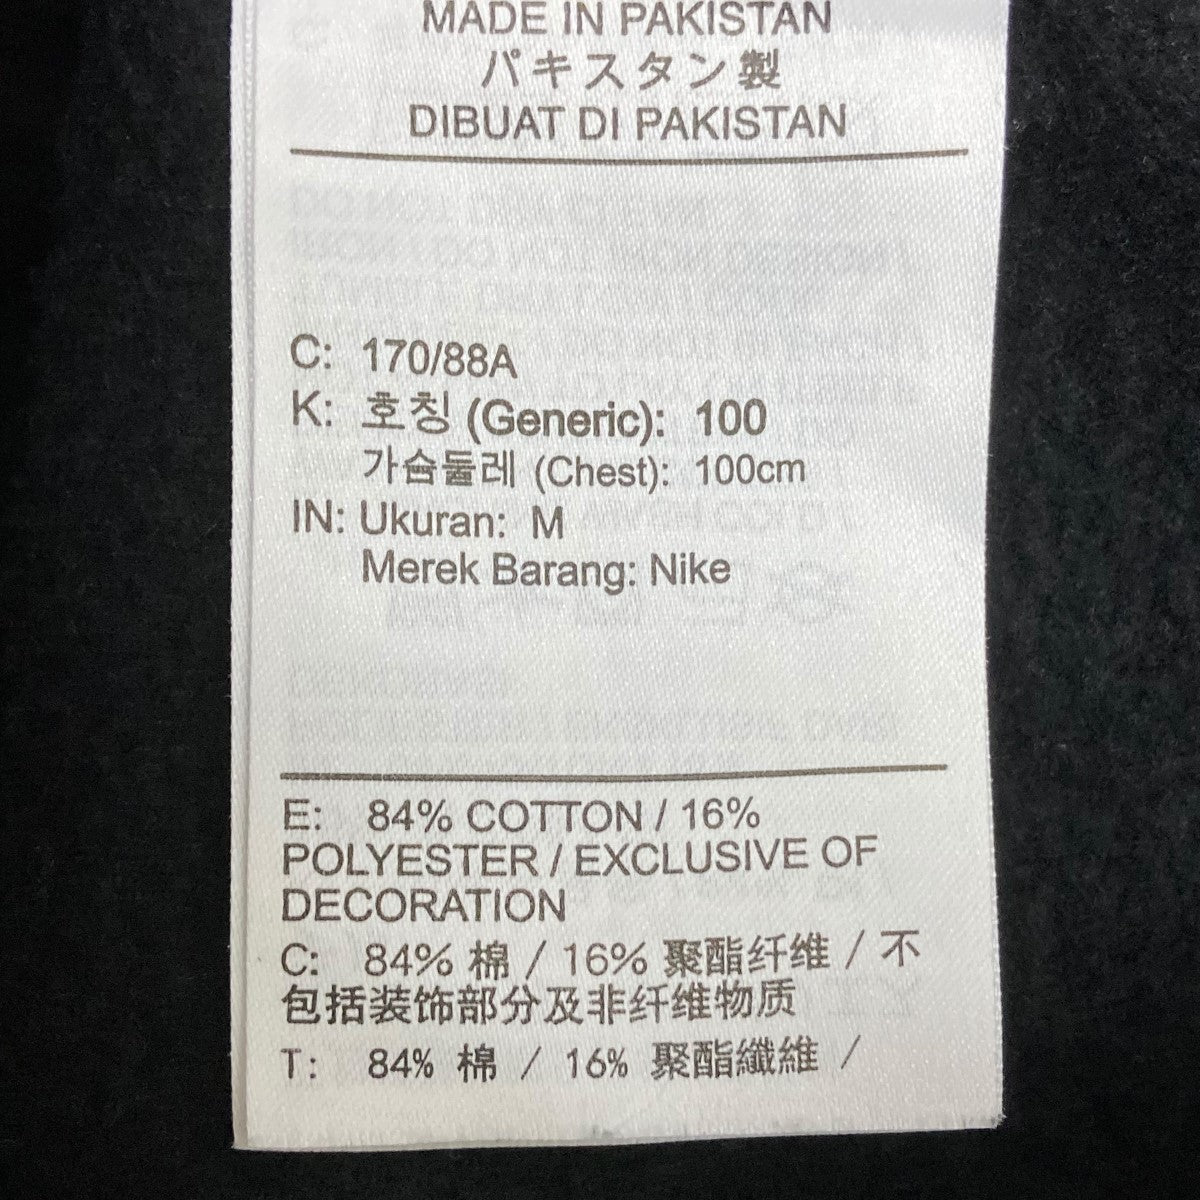 MADE IN PAKISTAN
パキスタン製
DIBUAT DI PAKISTAN
C: 170/88A
K: 호칭 (Generic): 100
가슴둘레 (Chest): 100cm
IN: Ukuran: M
Merek Barang: Nike
E: 84% COTTON / 16%
POLYESTER / EXCLUSIVE OF
DECORATION
C: 84% 棉 / 16% 聚酯纤维 / 不
包括装饰部分及非纤维物质
T: 84% 棉 / 16% 聚酯纖維 /